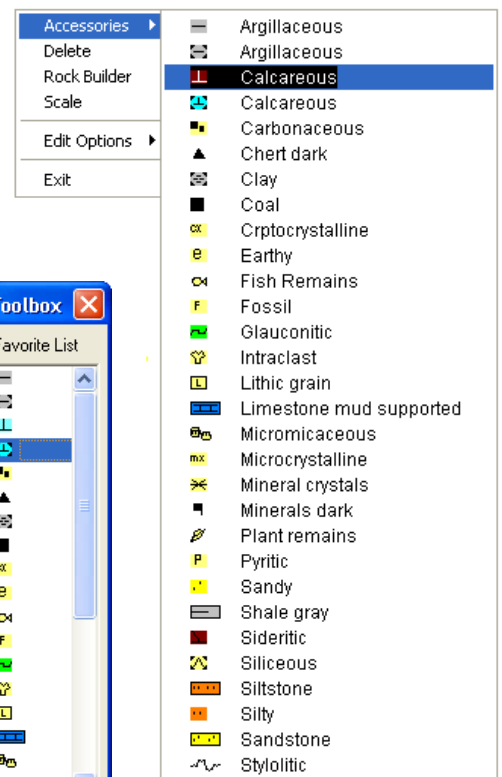 Accessories
Delete
Rock Builder
Scale
Edit Options
Exit
Argillaceous
Argillaceous
Calcareous
Calcareous
Carbonaceous
Chert dark
Clay
Coal
cx Crptocrystalline
e Earthy
Fish Remains
F Fossil
Glauconitic
Intraclast
L Lithic grain
Limestone mud supported
m m Micromicaceous
mx Microcrystalline
Mineral crystals
Minerals dark
Plant remains
P Pyritic
Sandy
Shale gray
Sideritic
Siliceous
Siltstone
Silty
Sandstone
Stylolitic
Toolbox
Favorite List
e
F
L